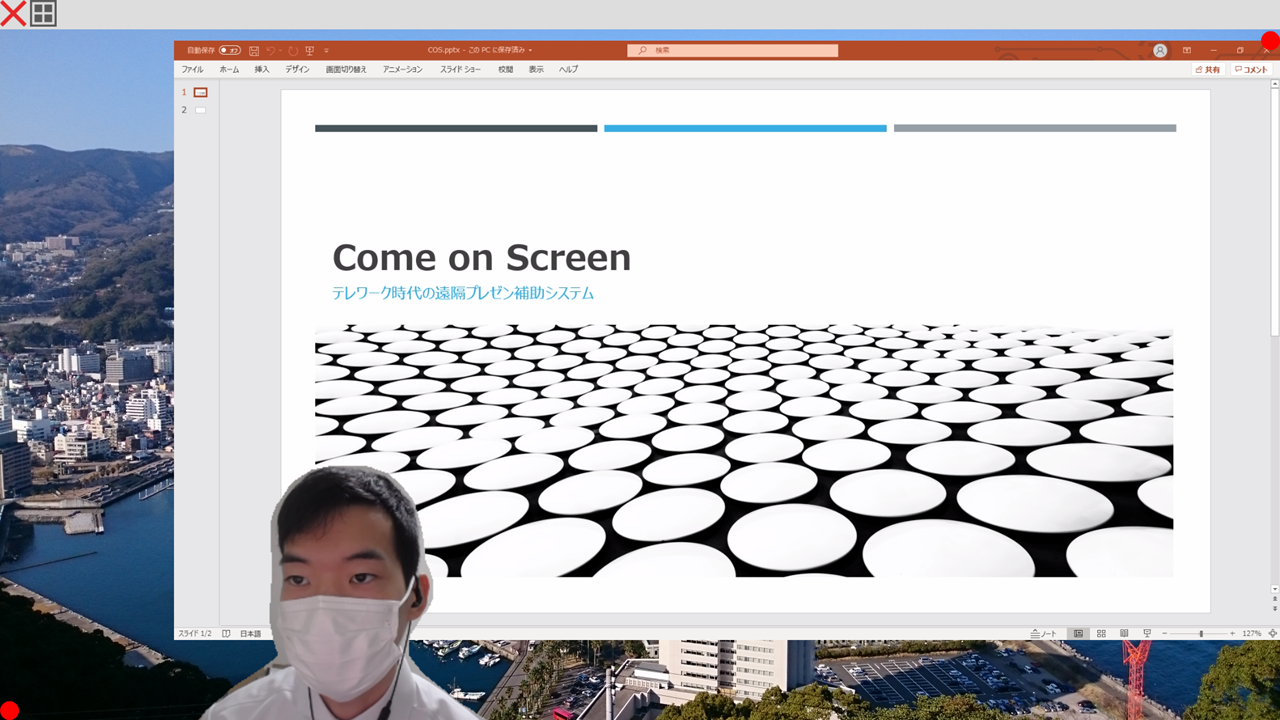 自動保存 オフ COS.pptx - この PC に保存済み 検索
ファイル ホーム 挿入 デザイン 画面切り替え アニメーション スライド ショー 校閲 表示 ヘルプ 共有 コメント
1
2
Come on Screen
テレワーク時代の遠隔プレゼン補助システム
スライド 1/2 日本語 ノート 127%